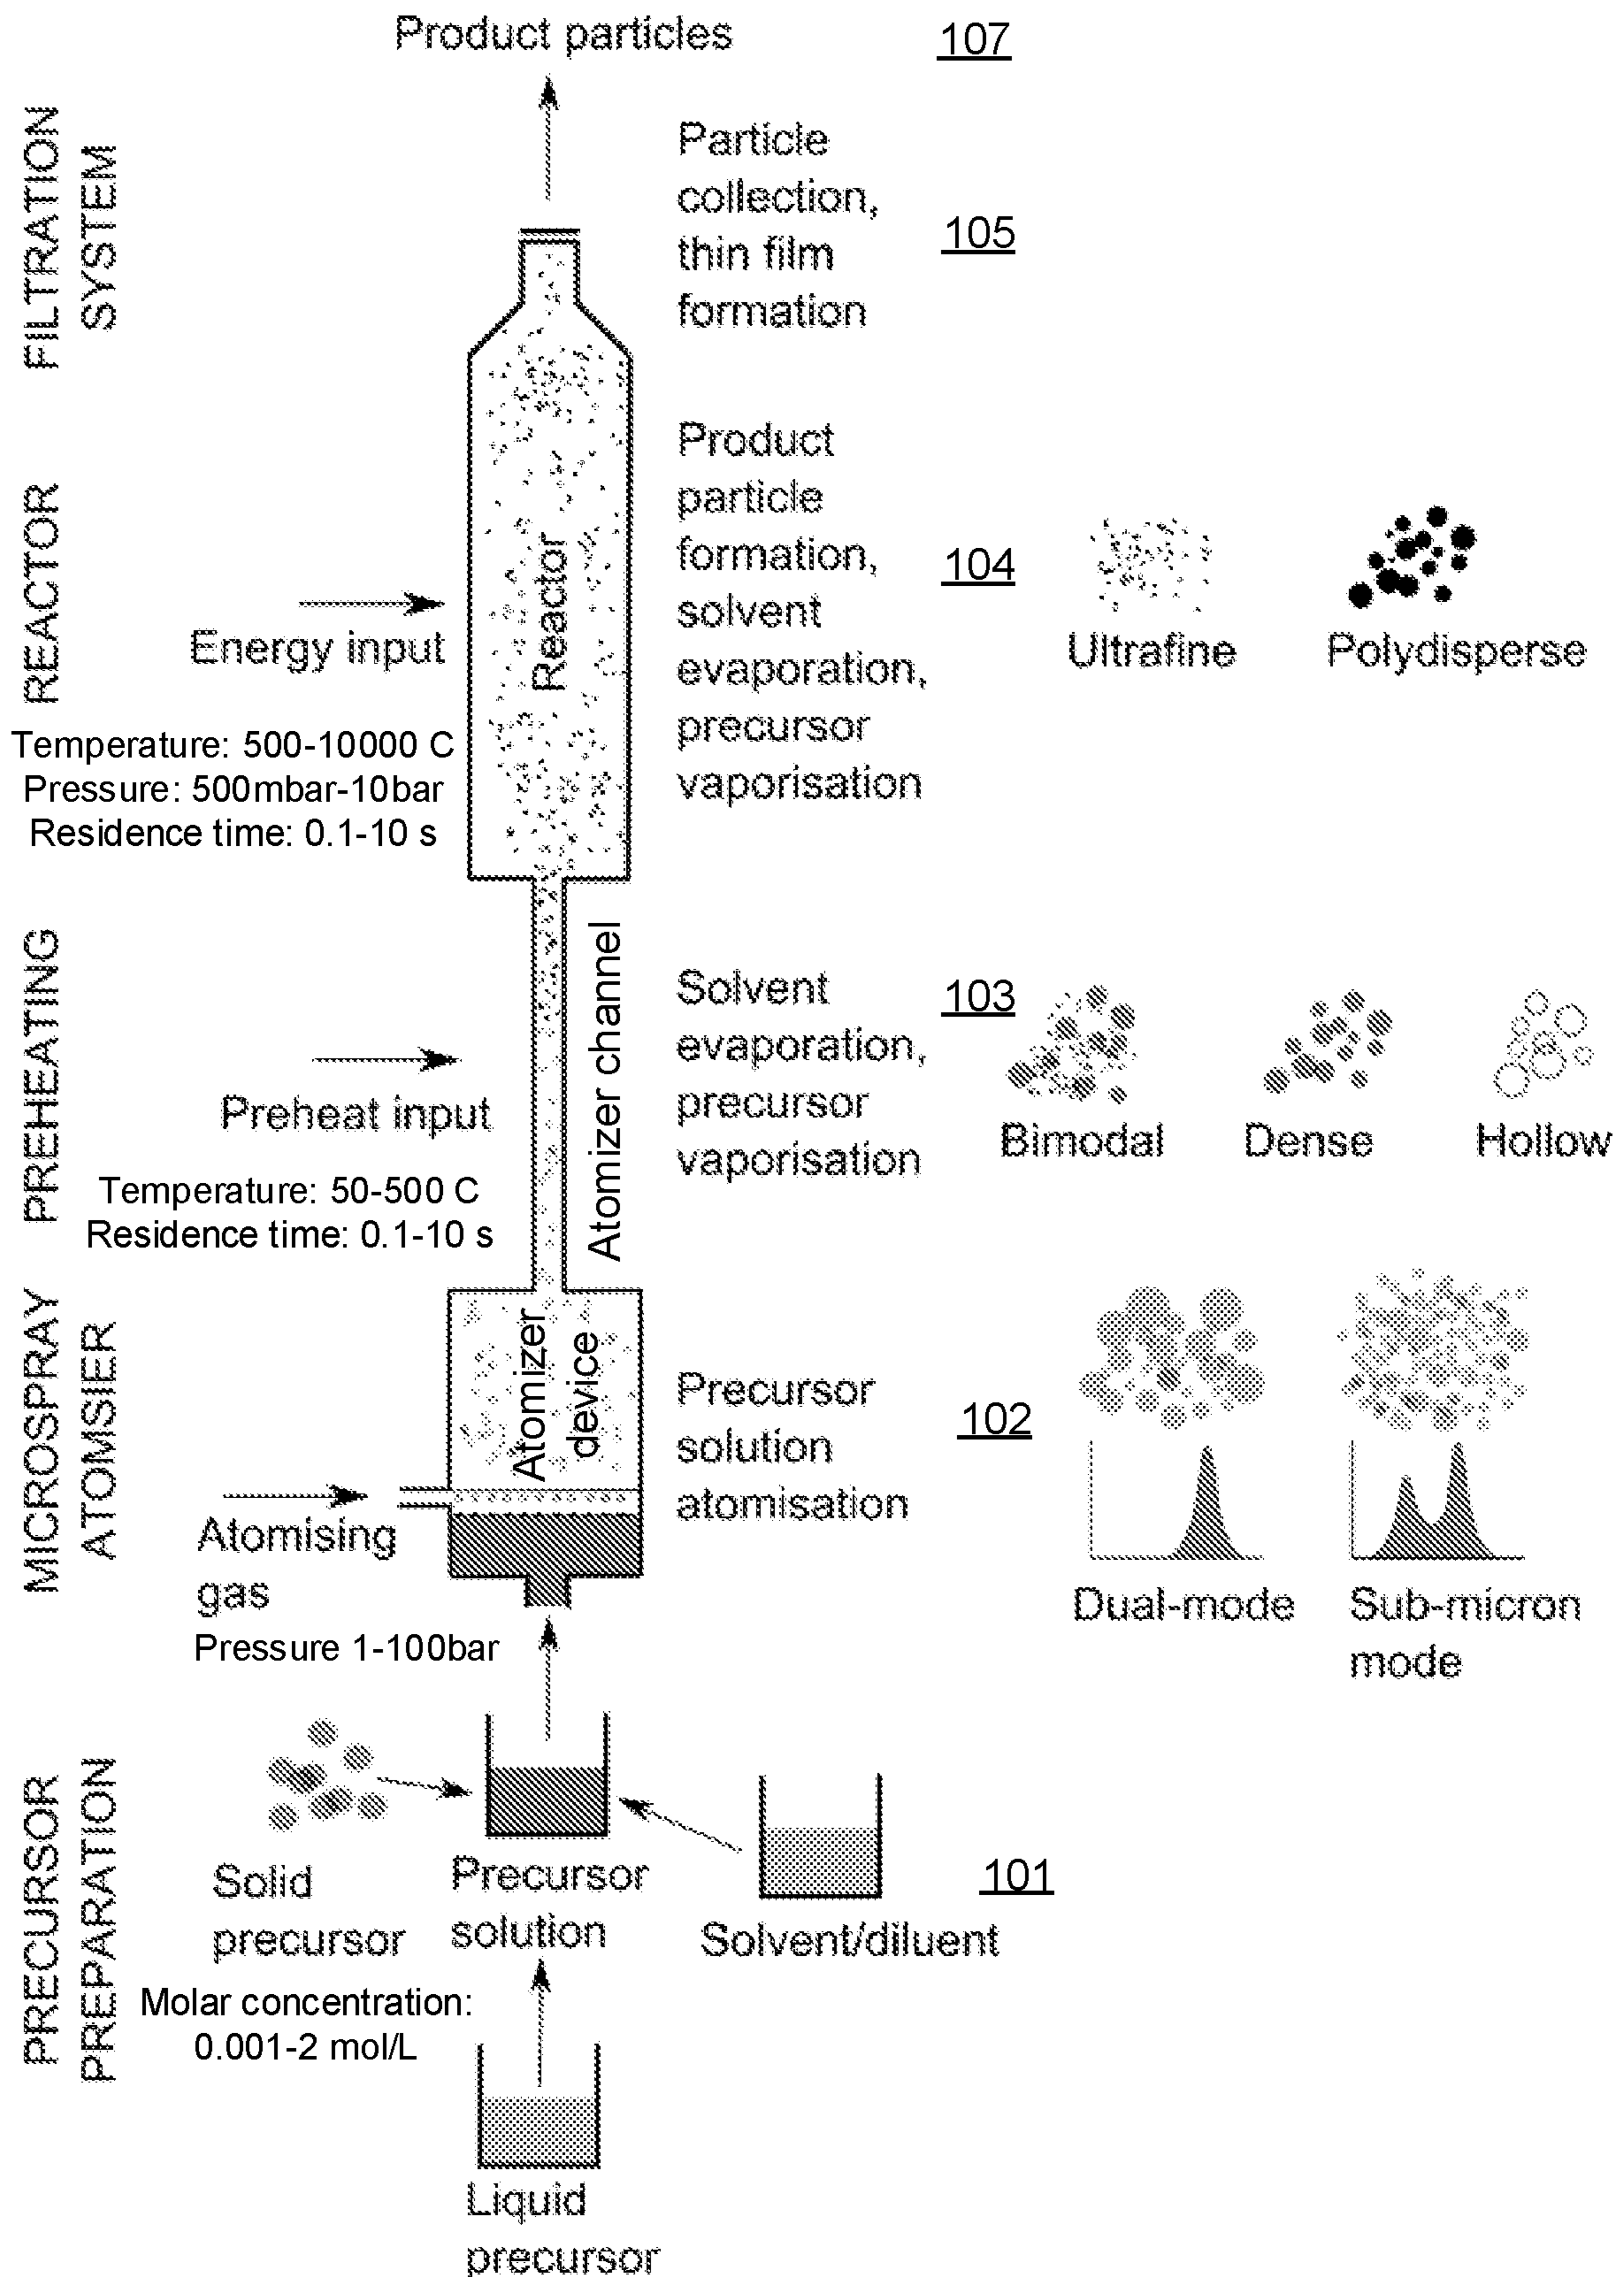 Product particles
107
FILTRATION
SYSTEM
Particle
collection,
thin film
formation
105
REACTOR
Energy input
Temperature: 500-10000 C
Pressure: 500mbar-10bar
Residence time: 0.1-10 s
Reactor
Product
particle
formation,
solvent
evaporation,
precursor
vaporisation
104
Ultrafine
Polydisperse
PREHEATING
Preheat input
Temperature: 50-500 C
Residence time: 0.1-10 s
Atomizer channel
Solvent
evaporation,
precursor
vaporisation
103
Bimodal
Dense
Hollow
MICROSPRAY
ATOMSIER
Atomising
gas
Pressure 1-100bar
Atomizer
device
Precursor
solution
atomisation
102
Dual-mode
Sub-micron
mode
PRECURSOR
PREPARATION
Solid
precursor
Precursor
solution
Solvent/diluent
101
Molar concentration:
0.001-2 mol/L
Liquid
precursor